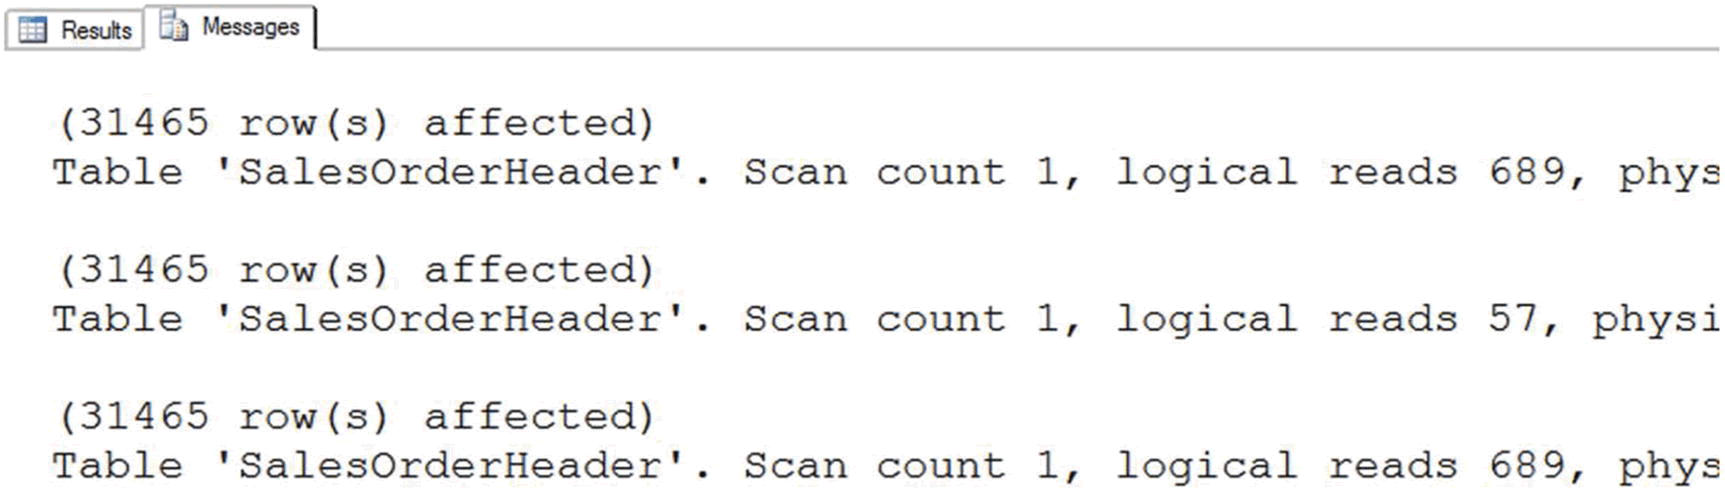 Results Messages
(31465 row(s) affected)
Table 'SalesOrderHeader'. Scan count 1, logical reads 689, phys
(31465 row(s) affected)
Table 'SalesOrderHeader'. Scan count 1, logical reads 57, physi
(31465 row(s) affected)
Table 'SalesOrderHeader'. Scan count 1, logical reads 689, phys